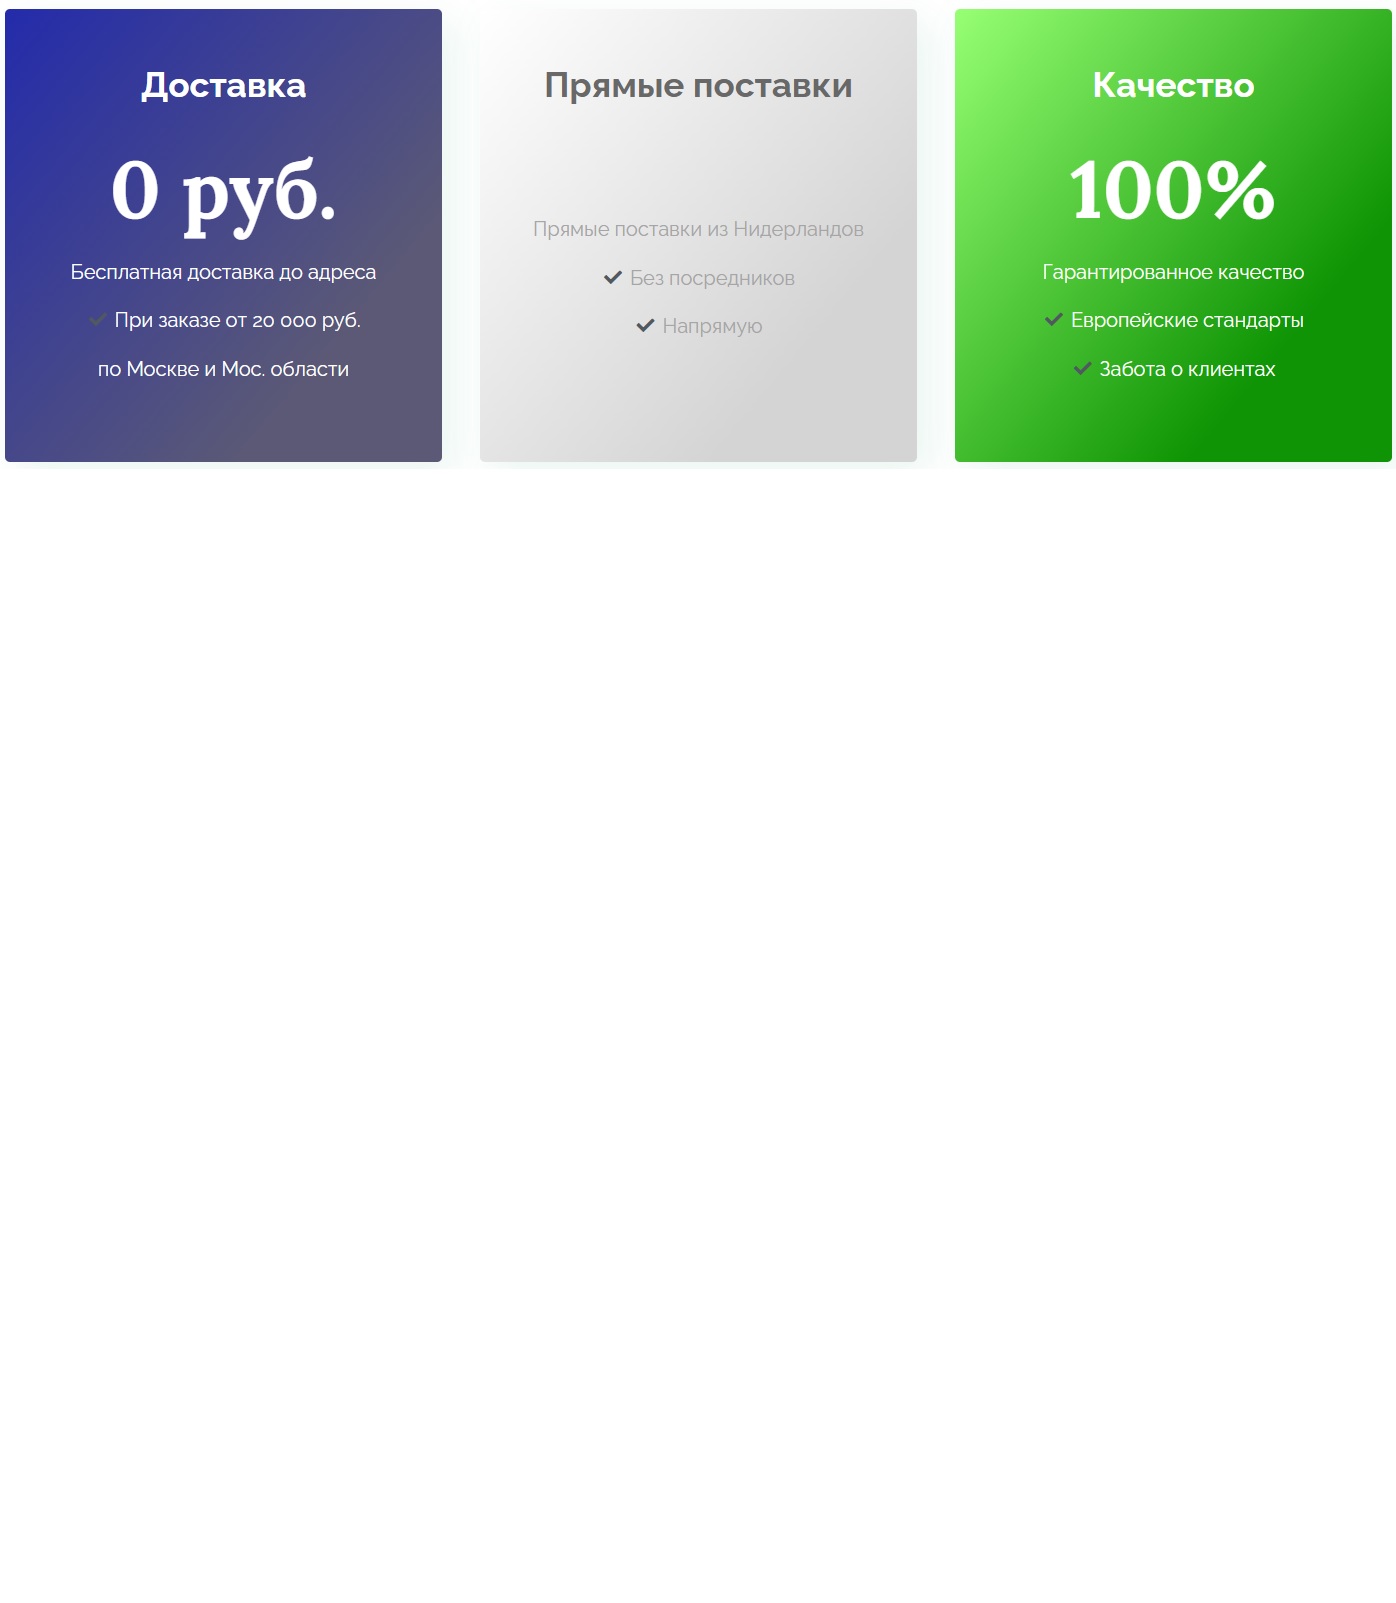 Доставка
0 руб.
Бесплатная доставка до адреса
При заказе от 20 000 руб.
по Москве и Мос. области
Прямые поставки
Прямые поставки из Нидерландов
Без посредников
Напрямую
Качество
100%
Гарантированное качество
Европейские стандарты
Забота о клиентах